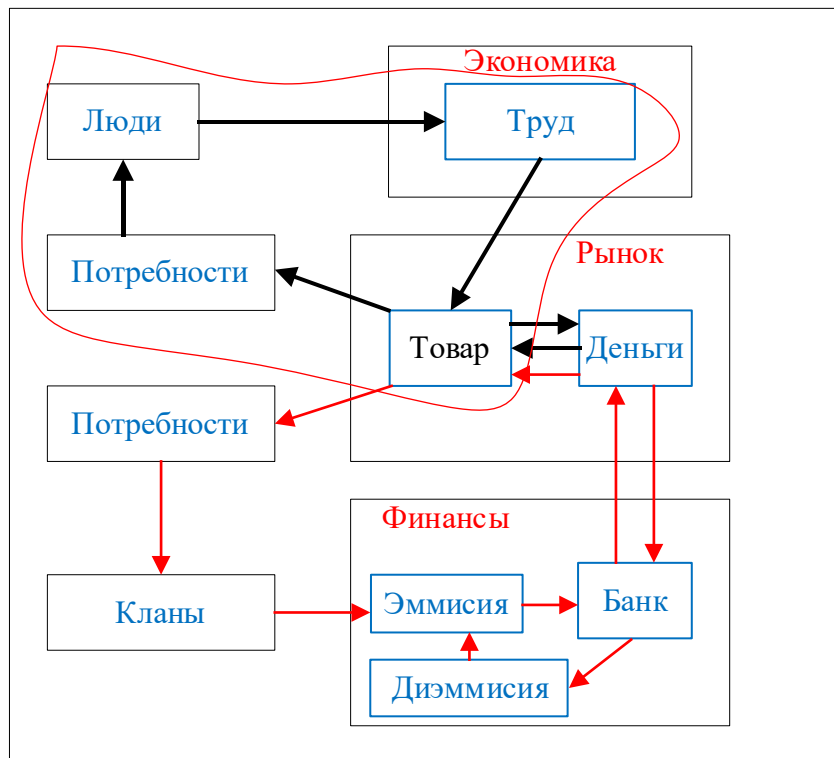 Экономика
Люди
Труд
Потребности
Рынок
Товар
Деньги
Потребности
Финансы
Кланы
Эммисия
Банк
Диэммисия